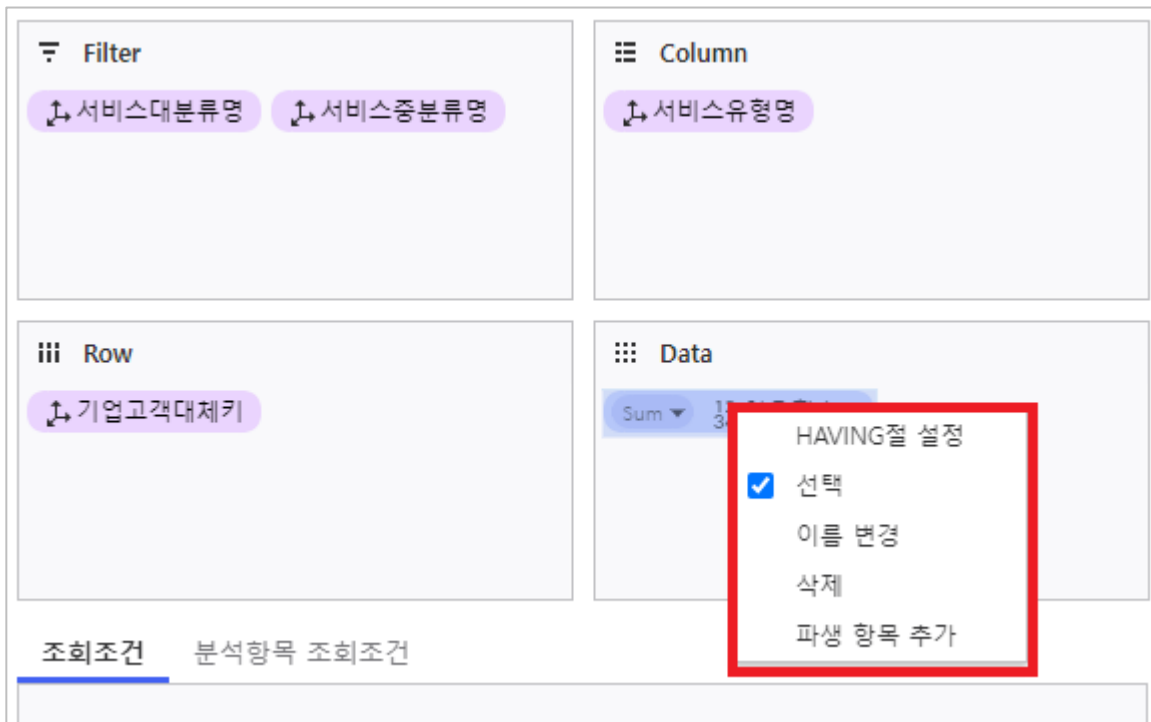 Filter
서비스대분류명 서비스중분류명
Column
서비스유형명
Row
기업고객대체키
Data
Sum
HAVING절 설정
선택
이름 변경
삭제
파생 항목 추가
조회조건 분석항목 조회조건